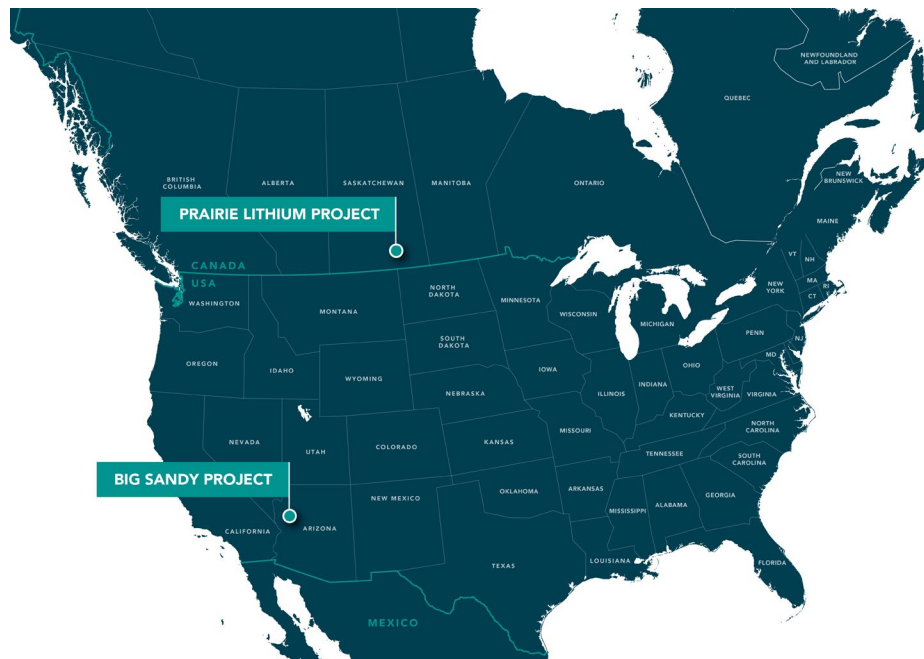 NEWFOUNDLAND
AND LABRADOR
QUEBEC
BRITISH
COLUMBIA
ALBERTA
SASKATCHEWAN
MANITOBA
ONTARIO
NEW
BRUNSWICK
PRAIRIE LITHIUM PROJECT
MAINE
CANADA
USA
VT
NH
WASHINGTON
MONTANA
NORTH
DAKOTA
MINNESOTA
WISCONSIN
MICHIGAN
NEW
YORK
MA
CT
RI
OREGON
IDAHO
WYOMING
SOUTH
DAKOTA
IOWA
PENN
NJ
MD
NEBRASKA
ILLINOIS
INDIANA
OHIO
WEST
VIRGINIA
VIRGINIA
NEVADA
UTAH
COLORADO
KANSAS
MISSOURI
KENTUCKY
NORTH
CAROLINA
TENNESSEE
SOUTH
CAROLINA
BIG SANDY PROJECT
CALIFORNIA
ARIZONA
NEW MEXICO
OKLAHOMA
ARKANSAS
MISSISSIPPI
ALABAMA
GEORGIA
TEXAS
LOUISIANA
FLORIDA
MEXICO